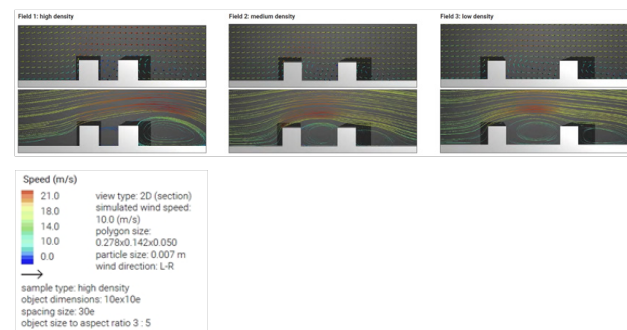 Field 1: high density
Field 2: medium density
Field 3: low density
Speed (m/s)
21.0
18.0
14.0
10.0
0.0
view type: 2D (section)
simulated wind speed:
10.0 (m/s)
polygon size:
0.278x0.142x0.050
particle size: 0.007 m
wind direction: L-R
sample type: high density
object dimensions: 10ex10e
spacing size: 30e
object size to aspect ratio 3 : 5